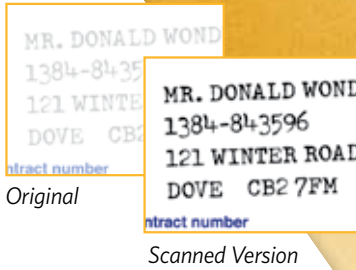 MR. DONALD WOND
1384-8435
121 WINTE
DOVE CB2
ntract number
Original
MR. DONALD WOND
1384-843596
121 WINTER ROAD
DOVE CB2 7FM
ntract number
Scanned Version